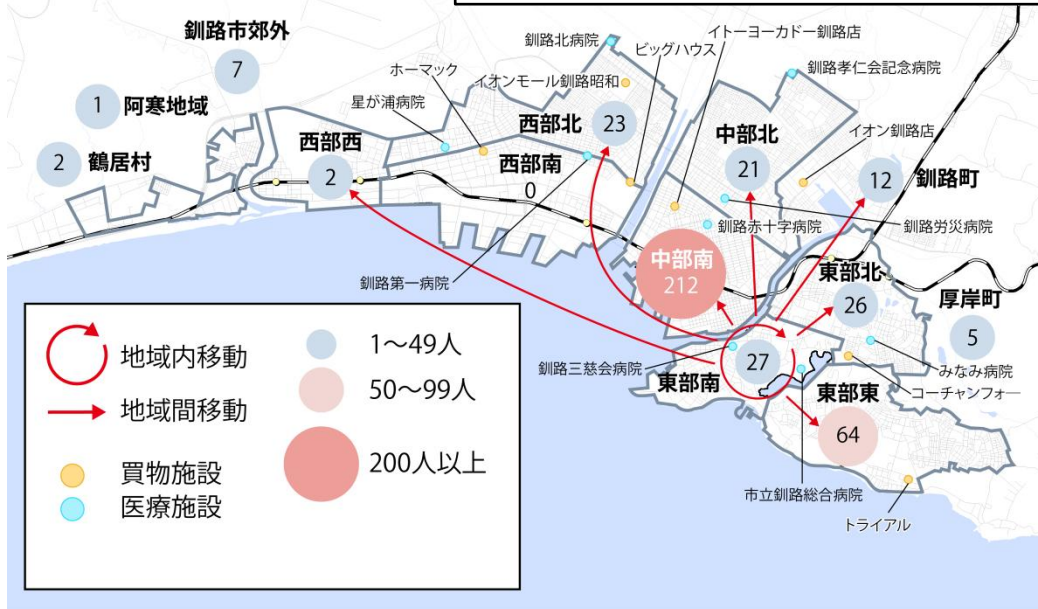 釧路市郊外
7
1
阿寒地域
2
鶴居村
西部西
2
星が浦病院
ホーマック
釧路北病院
イオンモール釧路昭和
西部北
23
ビッグハウス
イトーヨーカドー釧路店
釧路孝仁会記念病院
中部北
21
イオン釧路店
12
釧路町
西部南
0
釧路赤十字病院
釧路労災病院
釧路第一病院
中部南
212
東部北
26
厚岸町
5
釧路三慈会病院
27
東部南
みなみ病院
コーチャンフォー
東部東
64
市立釧路総合病院
トライアル
地域内移動
地域間移動
買物施設
医療施設
1~49人
50~99人
200人以上